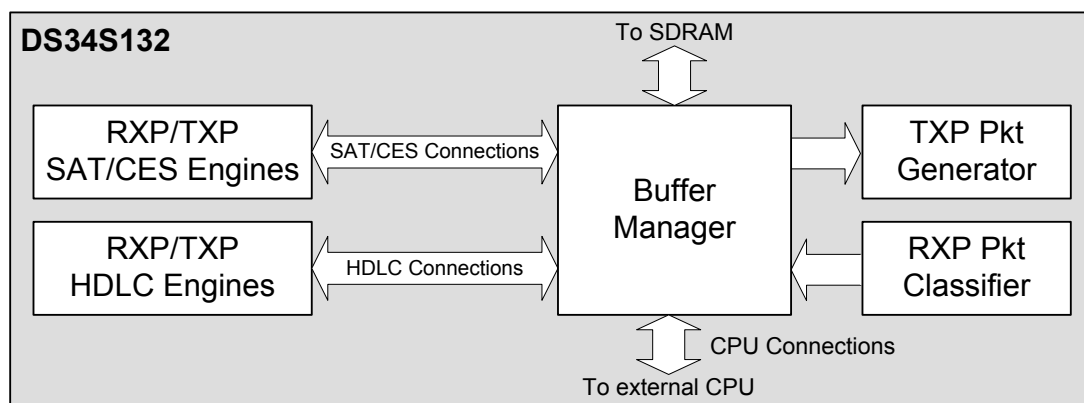 DS34S132
To SDRAM
RXP/TXP
SAT/CES Engines
SAT/CES Connections
RXP/TXP
HDLC Engines
HDLC Connections
Buffer
Manager
TXP Pkt
Generator
RXP Pkt
Classifier
CPU Connections
To external CPU